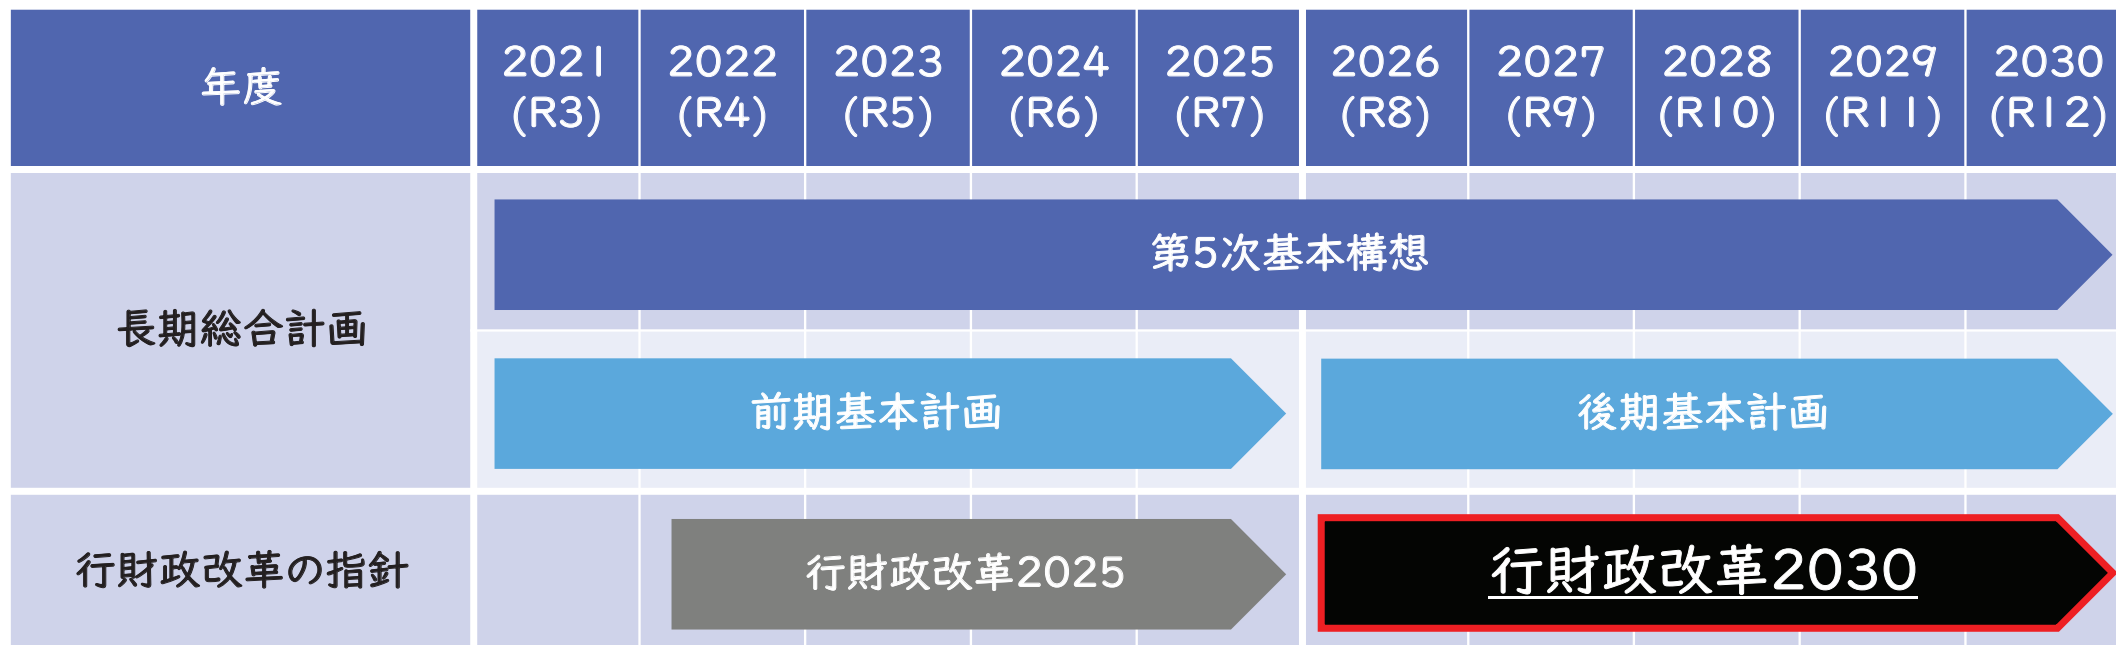 年度
2021
(R3)
2022
(R4)
2023
(R5)
2024
(R6)
2025
(R7)
2026
(R8)
2027
(R9)
2028
(R10)
2029
(R11)
2030
(R12)
長期総合計画
第5次基本構想
前期基本計画
後期基本計画
行財政改革の指針
行財政改革2025
行財政改革2030